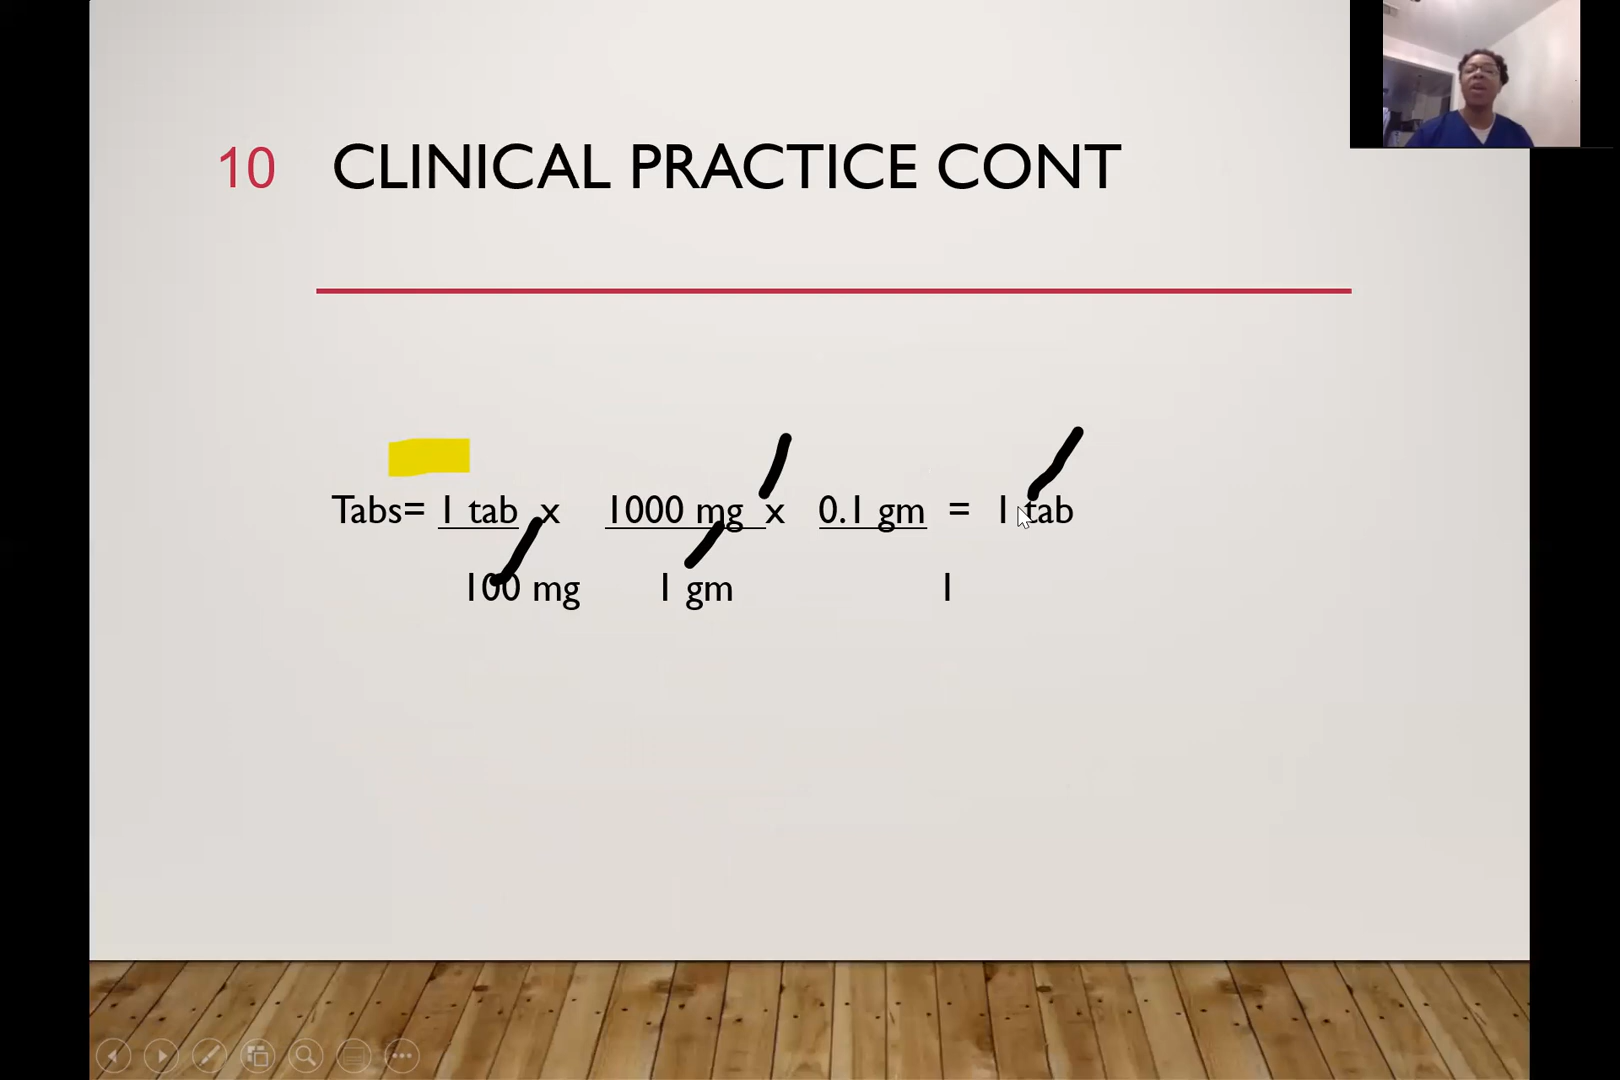 10 CLINICAL PRACTICE CONT
Tabs= 1 tab x 1000 mg x 0.1 gm = 1 tab
100 mg 1 gm 1